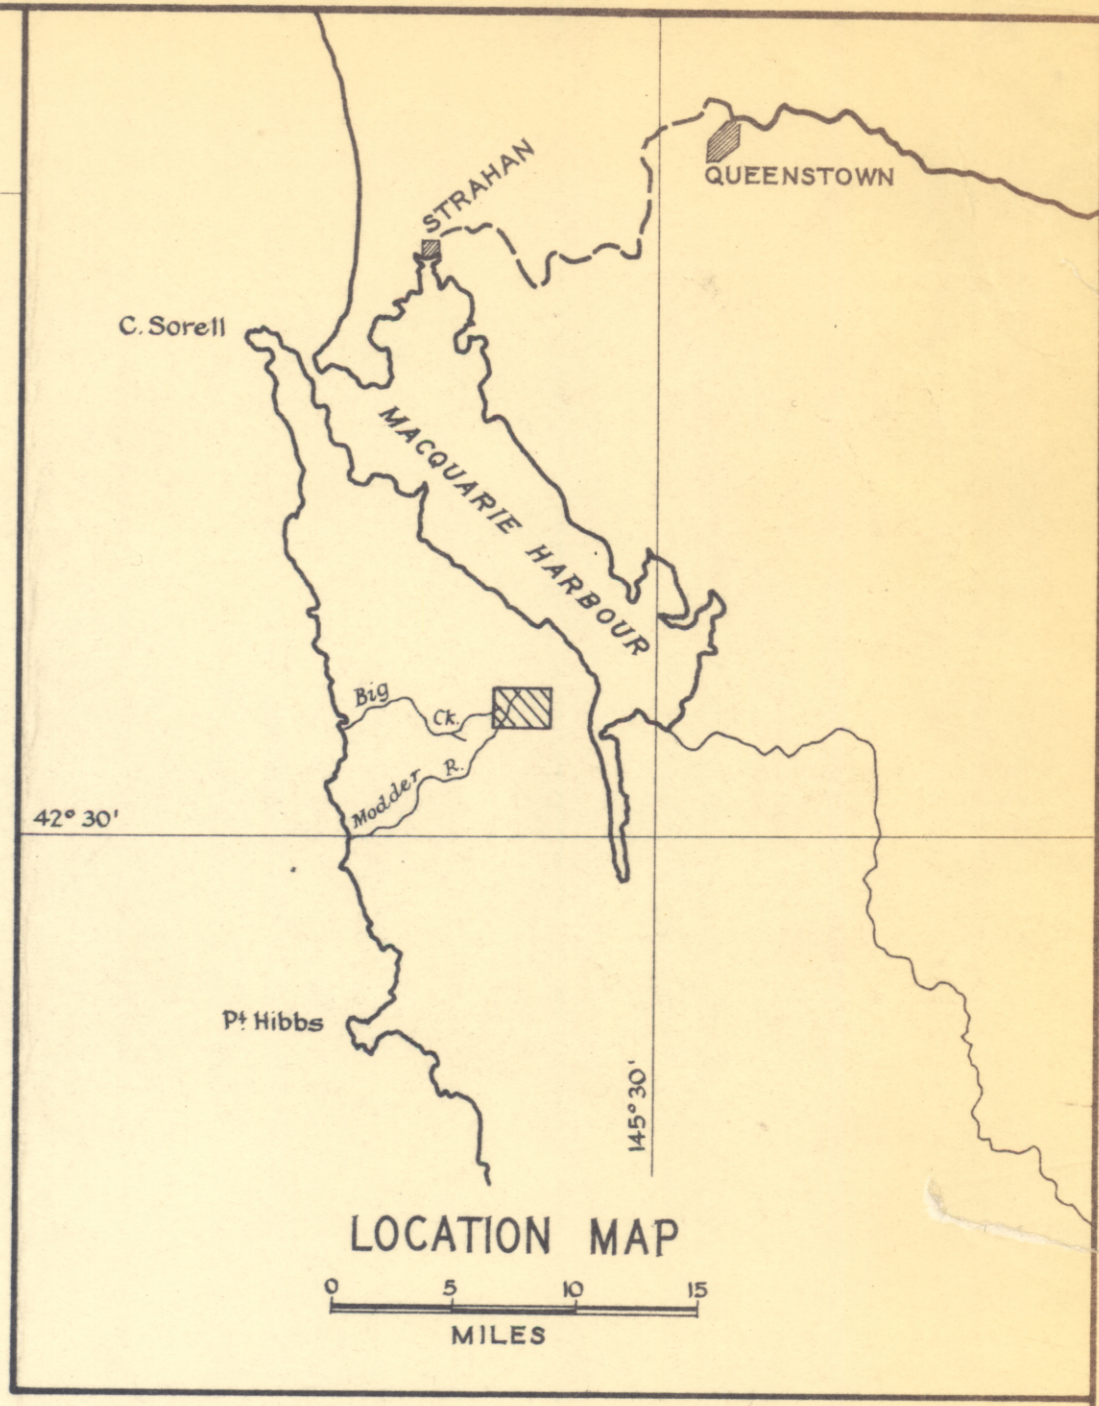 STRAHAN
QUEENSTOWN
C. Sorell
MACQUARIE HARBOUR
Big Ck.
Modder R.
42° 30'
Pt Hibbs
145° 30'
LOCATION MAP
0 5 10 15
MILES